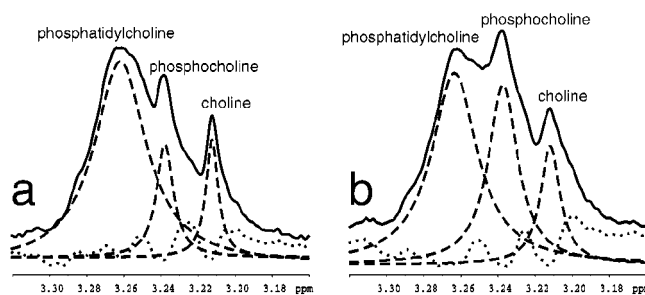 phosphatidylcholine
phosphocholine
choline
a
3.30 3.28 3.26 3.24 3.22 3.20 3.18 ppm
phosphocholine
phosphatidylcholine
choline
b
3.30 3.28 3.26 3.24 3.22 3.20 3.18 ppm